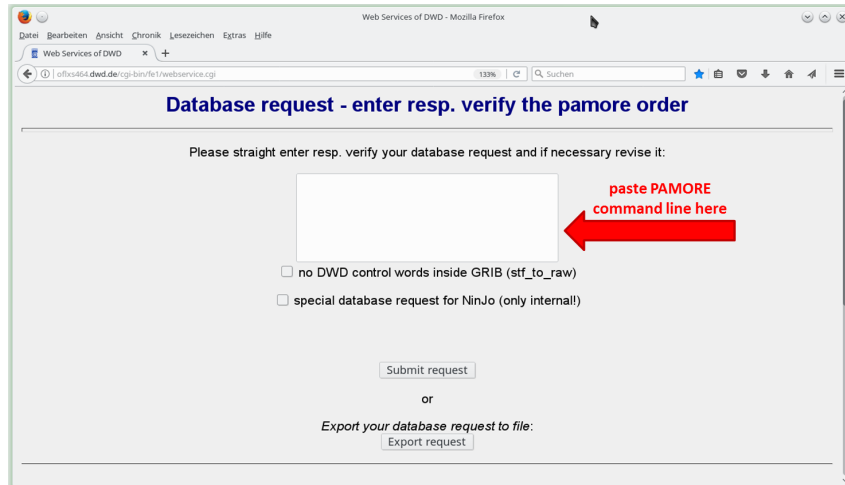 Web Services of DWD - Mozilla Firefox
Datei Bearbeiten Ansicht Chronik Lesezeichen Extras Hilfe
Web Services of DWD × +
oflxs464.dwd.de/cgi-bin/fe1/webservice.cgi 133% Suchen
Database request - enter resp. verify the pamore order
Please straight enter resp. verify your database request and if necessary revise it:
paste PAMORE
command line here
no DWD control words inside GRIB (stf_to_raw)
special database request for NinJo (only internal!)
Submit request
or
Export your database request to file:
Export request